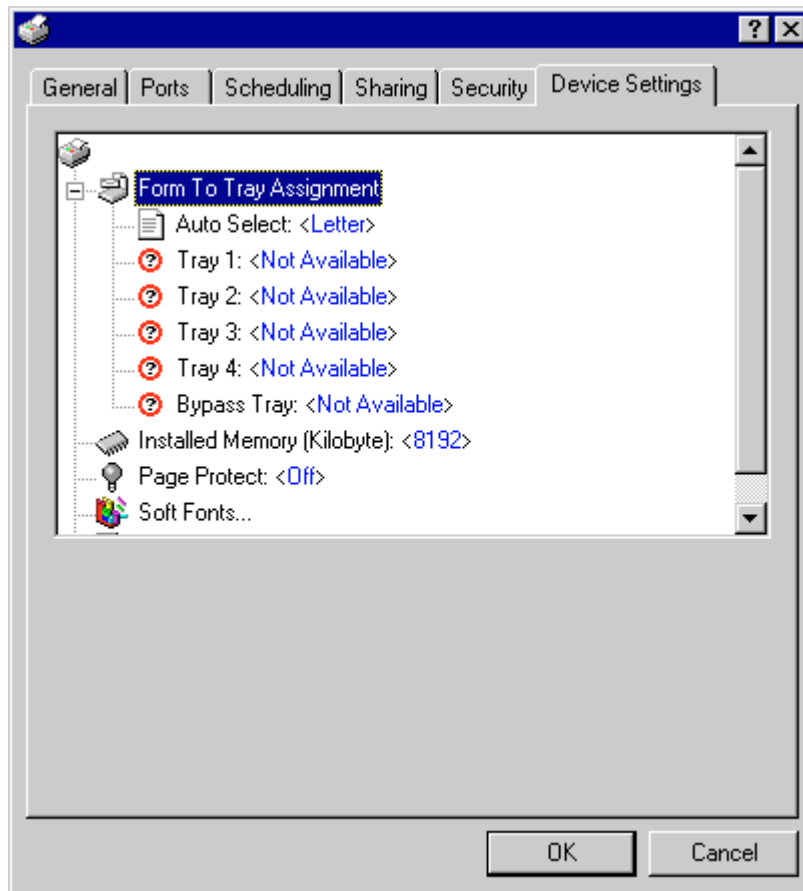 General Ports Scheduling Sharing Security Device Settings
Form To Tray Assignment
Auto Select: <Letter>
Tray 1: <Not Available>
Tray 2: <Not Available>
Tray 3: <Not Available>
Tray 4: <Not Available>
Bypass Tray: <Not Available>
Installed Memory (Kilobyte): <8192>
Page Protect: <Off>
Soft Fonts...
OK Cancel